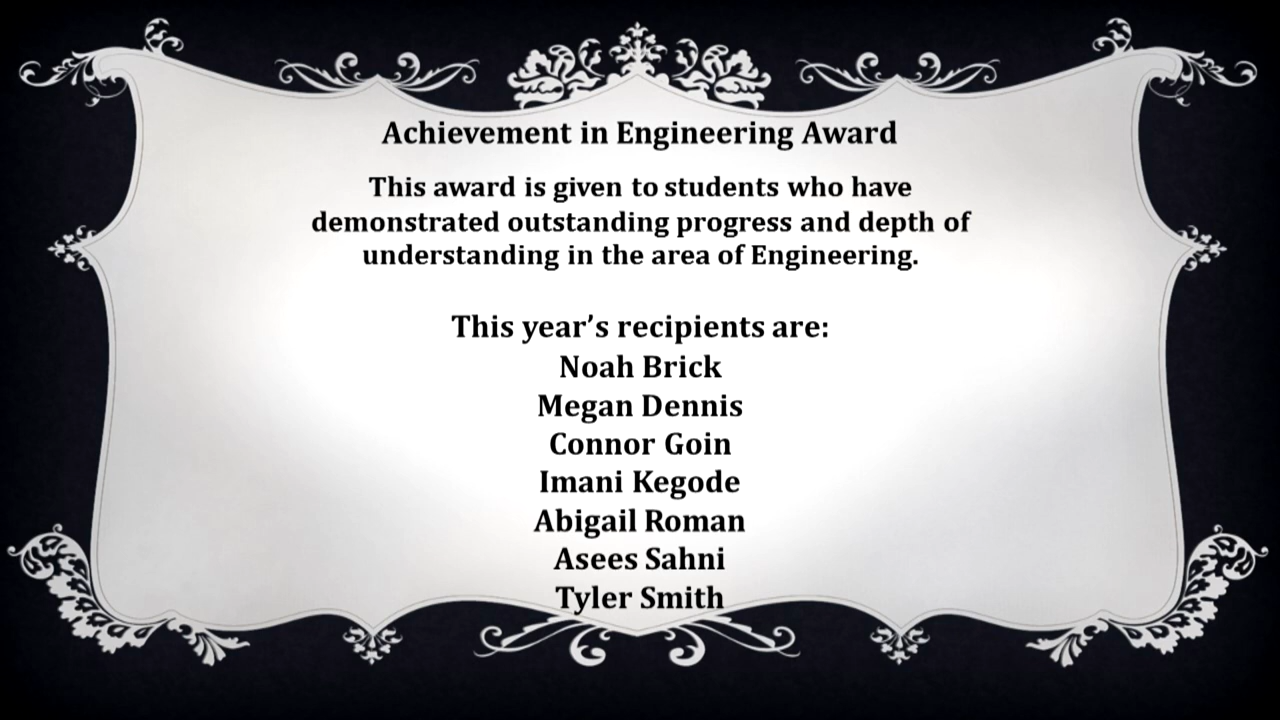 Achievement in Engineering Award
This award is given to students who have
demonstrated outstanding progress and depth of
understanding in the area of Engineering.
This year’s recipients are:
Noah Brick
Megan Dennis
Connor Goin
Imani Kegode
Abigail Roman
Asees Sahni
Tyler Smith